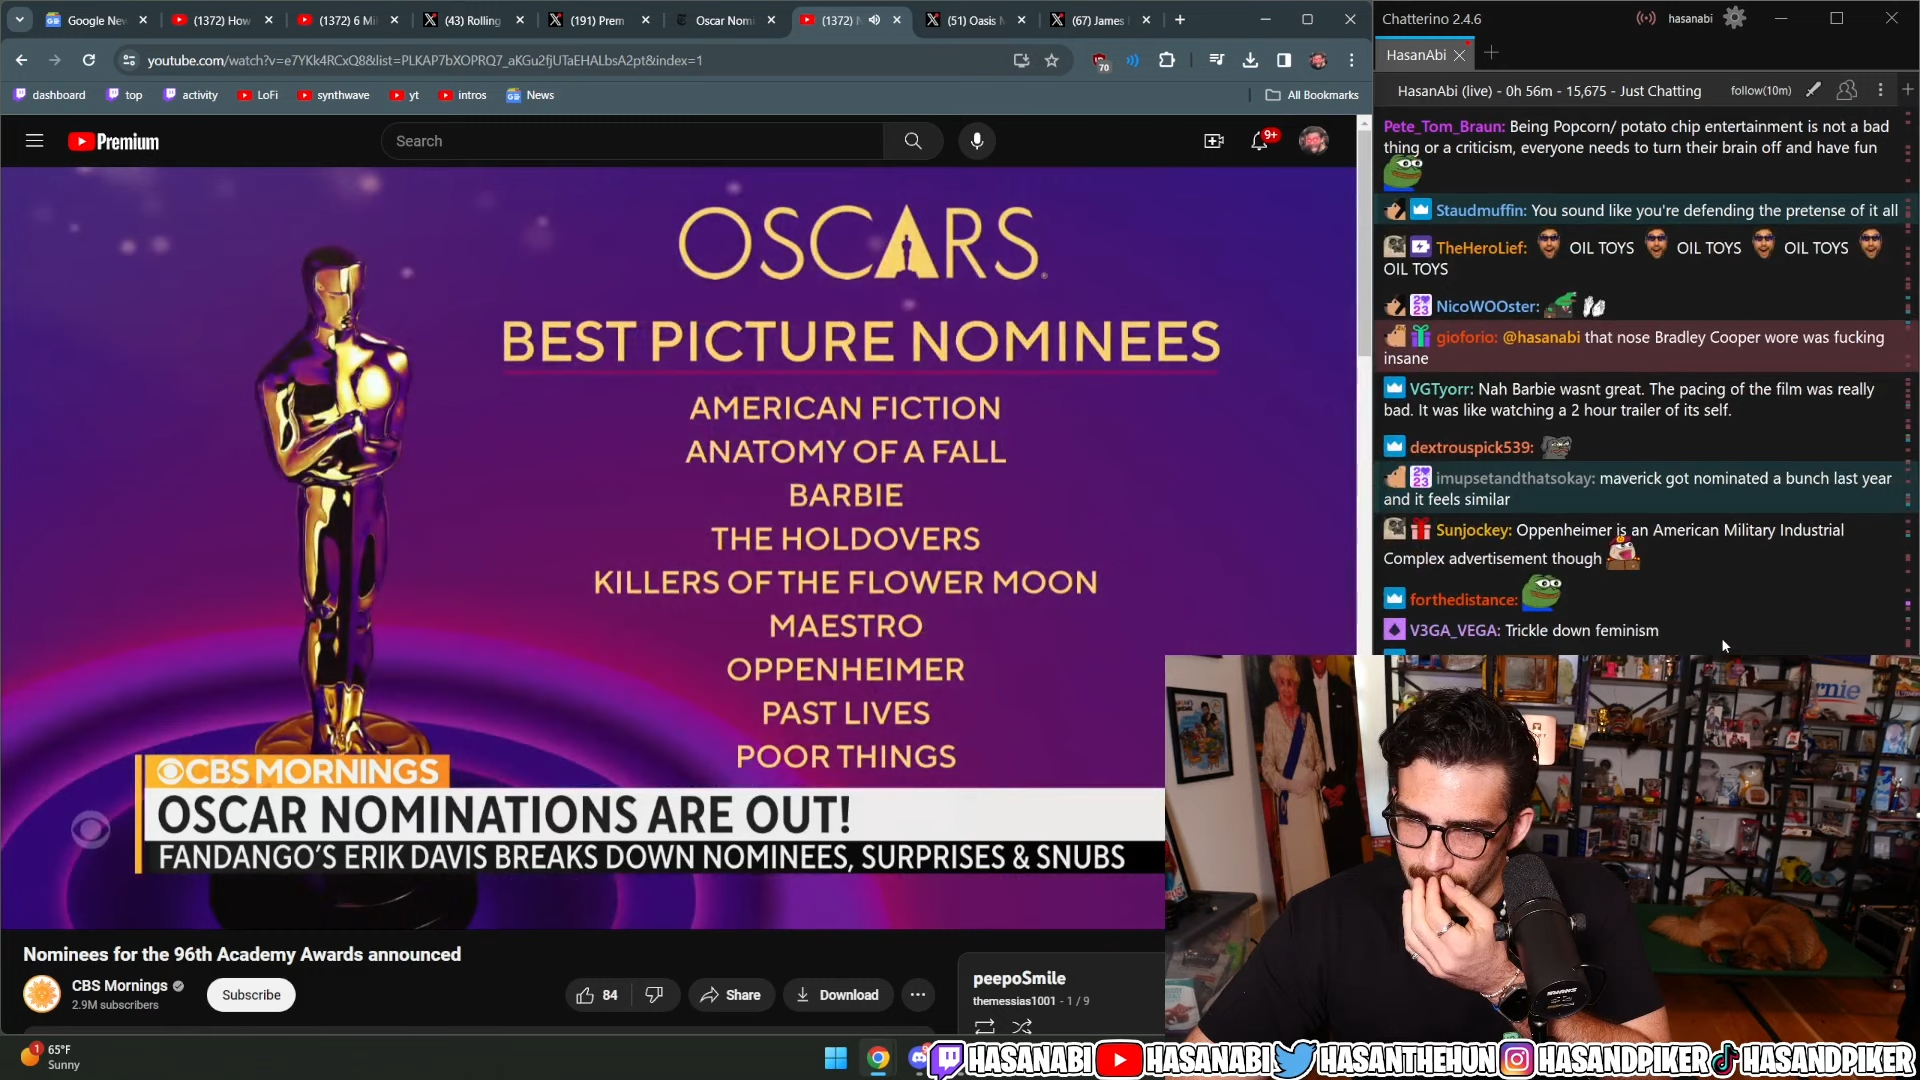 Google New
(1372) How
(1372) 6 Mi
(43) Rolling
(191) Prem
Oscar Nomi
(1372)
(51) Oasis
(67) James
youtube.com/watch?v=e7YKk4RCxQ8&list=PLKAP7bXOPRQ7_aKGu2fjUTaEHALbsA2pt&index=1
70
dashboard
top
activity
LoFi
synthwave
yt
intros
News
All Bookmarks
Premium
Search
9+
OSCARS
BEST PICTURE NOMINEES
AMERICAN FICTION
ANATOMY OF A FALL
BARBIE
THE HOLDOVERS
KILLERS OF THE FLOWER MOON
MAESTRO
OPPENHEIMER
PAST LIVES
POOR THINGS
CBS MORNINGS
OSCAR NOMINATIONS ARE OUT!
FANDANGO'S ERIK DAVIS BREAKS DOWN NOMINEES, SURPRISES & SNUBS
Nominees for the 96th Academy Awards announced
CBS Mornings
2.9M subscribers
Subscribe
84
Share
Download
peepoSmile
themessias1001 - 1 / 9
Chatterino 2.4.6
hasanabi
HasanAbi
HasanAbi (live) - 0h 56m - 15,675 - Just Chatting
follow(10m)
Pete_Tom_Braun: Being Popcorn/ potato chip entertainment is not a bad
thing or a criticism, everyone needs to turn their brain off and have fun
Staudmuffin: You sound like you're defending the pretense of it all
TheHeroLief: OIL TOYS OIL TOYS OIL TOYS
OIL TOYS
NicoWOOster:
gioforio: @hasanabi that nose Bradley Cooper wore was fucking
insane
VGTyorr: Nah Barbie wasnt great. The pacing of the film was really
bad. It was like watching a 2 hour trailer of its self.
dextrouspick539:
imupsetandthatsokay: maverick got nominated a bunch last year
and it feels similar
Sunjockey: Oppenheimer is an American Military Industrial
Complex advertisement though
forthedistance:
V3GA_VEGA: Trickle down feminism
rnie
1
65°F
Sunny
HASANABI
HASANABI
HASANTHEHUN
HASANDPIKER
HASANDPIKER